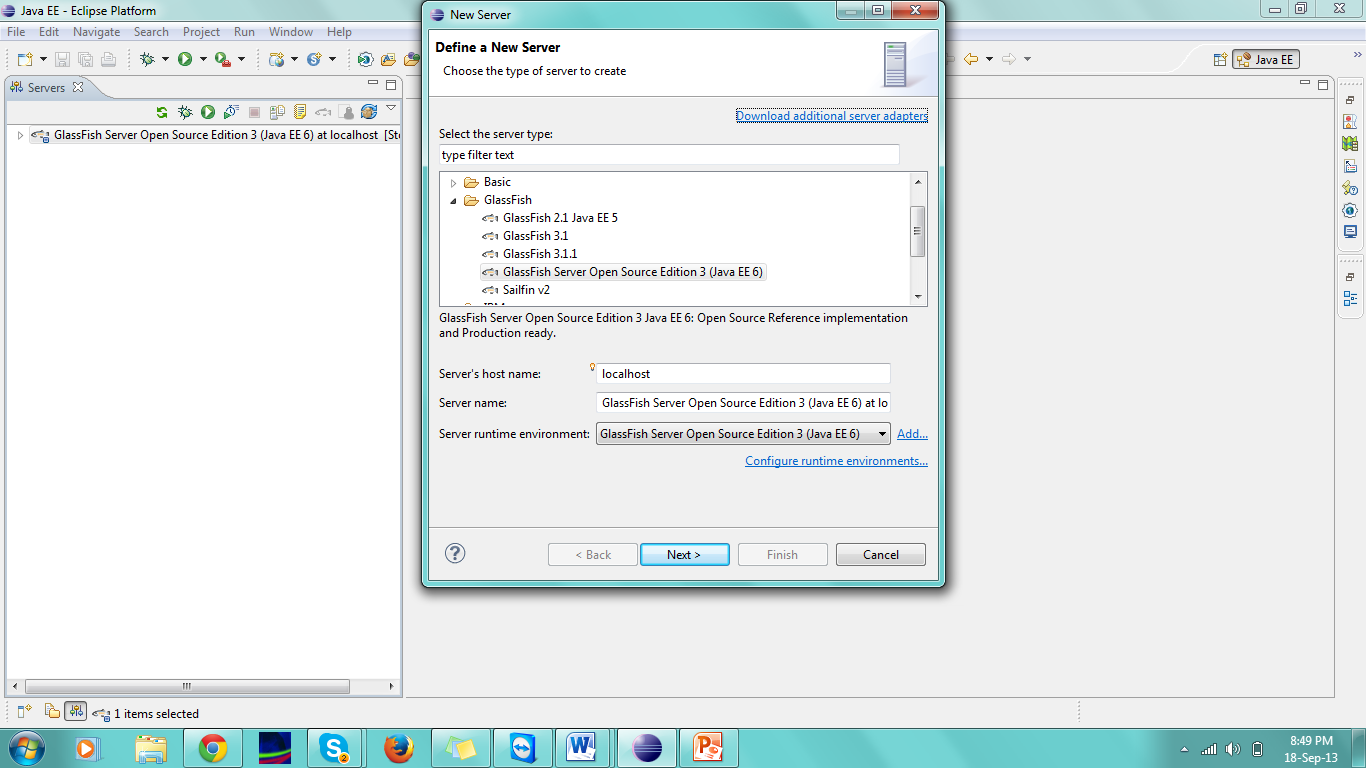 Java EE - Eclipse Platform
File Edit Navigate Search Project Run Window Help
Java EE
Servers
GlassFish Server Open Source Edition 3 (Java EE 6) at localhost [Sto
New Server
Define a New Server
Choose the type of server to create
Download additional server adapters
Select the server type:
type filter text
Basic
GlassFish
GlassFish 2.1 Java EE 5
GlassFish 3.1
GlassFish 3.1.1
GlassFish Server Open Source Edition 3 (Java EE 6)
Sailfin v2
IBM
GlassFish Server Open Source Edition 3 Java EE 6: Open Source Reference implementation
and Production ready.
Server's host name: localhost
Server name: GlassFish Server Open Source Edition 3 (Java EE 6) at lo
Server runtime environment: GlassFish Server Open Source Edition 3 (Java EE 6) Add...
Configure runtime environments...
< Back Next > Finish Cancel
1 items selected
8:49 PM
18-Sep-13